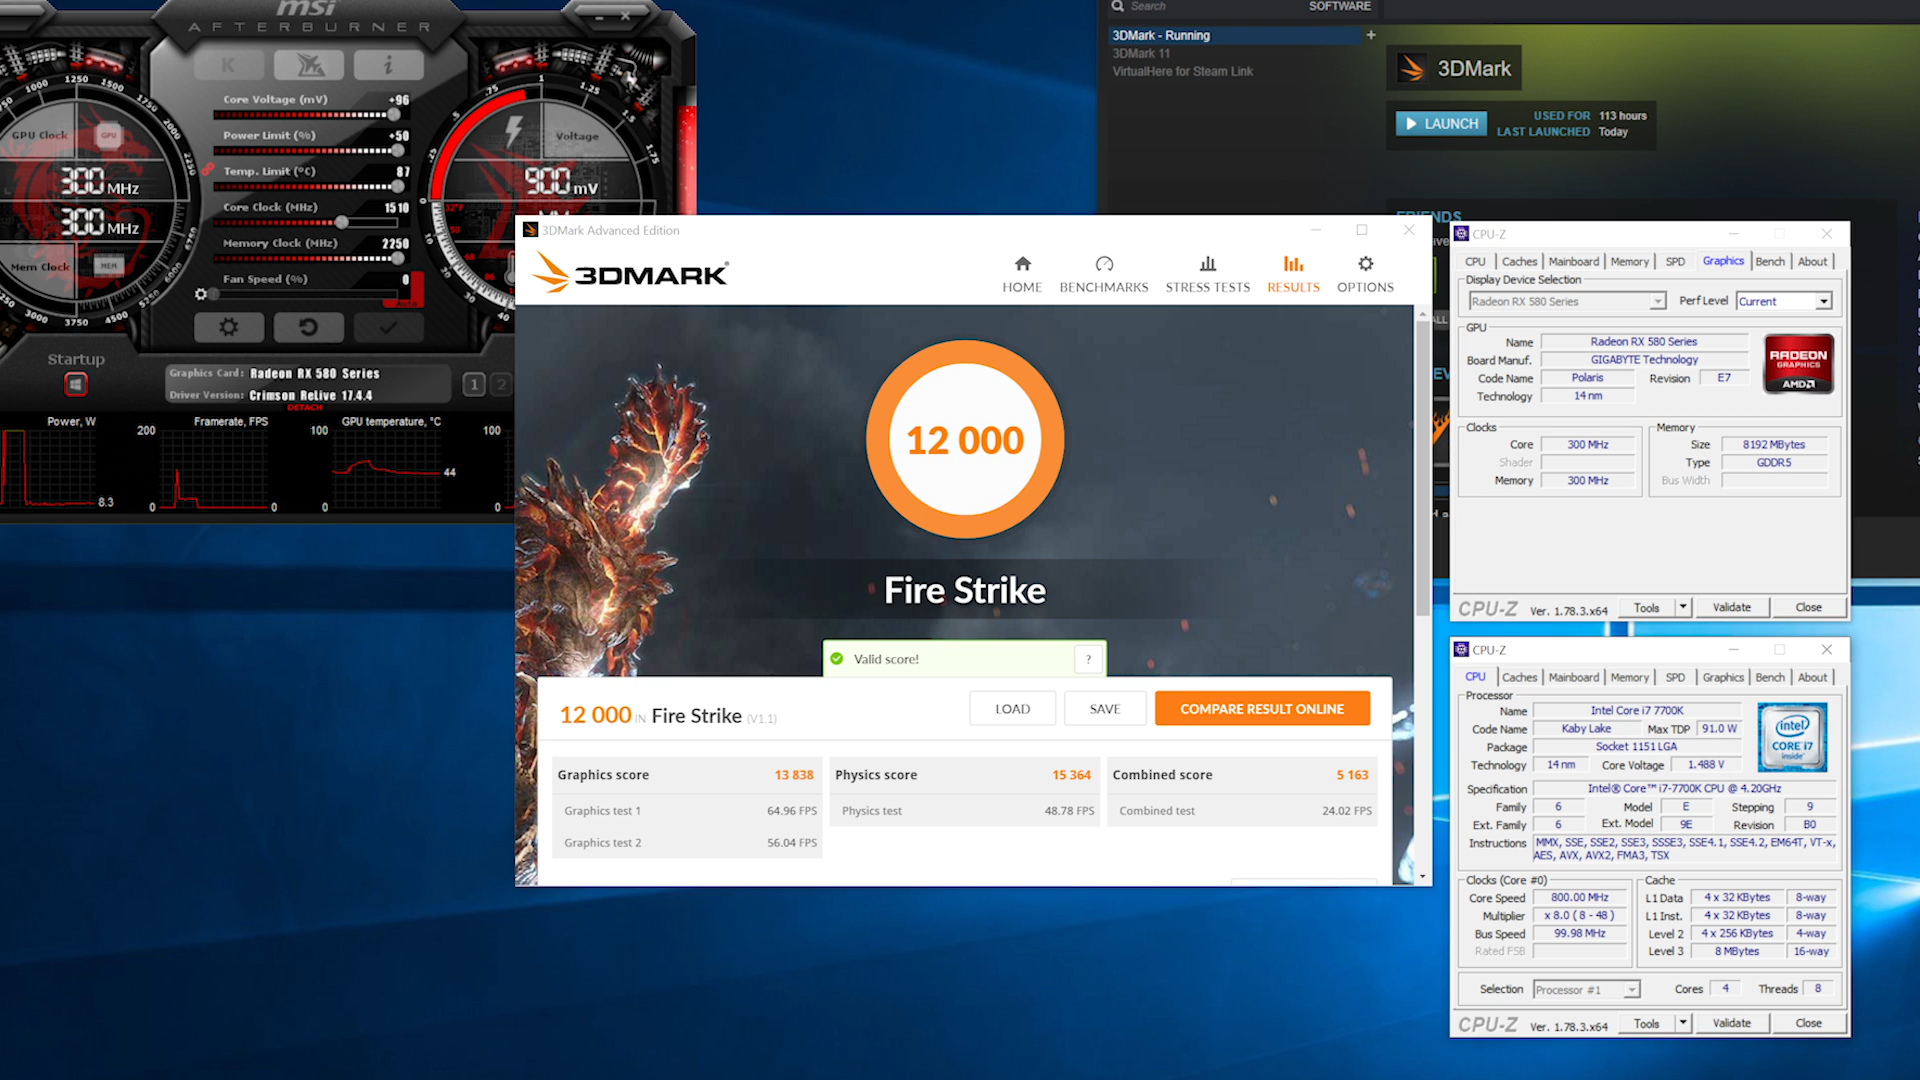 msi
AFTERBURNER
K
i
Core Voltage (mV) +96
Power Limit (%) +50
Temp. Limit (°C) 87
Core Clock (MHz) 1510
Memory Clock (MHz) 2250
Fan Speed (%) 0
GPU Clock
GPU
300 MHz
300 MHz
Mem Clock
MEM
Voltage
900 mV
Startup
Graphics Card: Radeon RX 580 Series
Driver Version: Crimson ReLive 17.4.4
DETACH
1 2
Power, W
8.3
Framerate, FPS
200
0
0
GPU temperature, °C
100
0
44
100
0
Search
SOFTWARE
3DMark - Running
3DMark 11
VirtualHere for Steam Link
3DMark
LAUNCH
USED FOR 113 hours
LAST LAUNCHED Today
3DMark Advanced Edition
3DMARK
HOME
BENCHMARKS
STRESS TESTS
RESULTS
OPTIONS
12 000
Fire Strike
Valid score!
?
12 000 IN Fire Strike (V1.1)
LOAD
SAVE
COMPARE RESULT ONLINE
Graphics score 13 838
Graphics test 1 64.96 FPS
Graphics test 2 56.04 FPS
Physics score 15 364
Physics test 48.78 FPS
Combined score 5 163
Combined test 24.02 FPS
CPU-Z
CPU Caches Mainboard Memory SPD Graphics Bench About
Display Device Selection
Radeon RX 580 Series
Perf Level Current
GPU
Name Radeon RX 580 Series
Board Manuf. GIGABYTE Technology
Code Name Polaris Revision E7
Technology 14 nm
RADEON
GRAPHICS
AMD
Clocks
Core 300 MHz
Shader
Memory 300 MHz
Memory
Size 8192 MBytes
Type GDDR5
Bus Width
CPU-Z Ver. 1.78.3.x64 Tools Validate Close
CPU-Z
CPU Caches Mainboard Memory SPD Graphics Bench About
Processor
Name Intel Core i7 7700K
Code Name Kaby Lake Max TDP 91.0 W
Package Socket 1151 LGA
Technology 14 nm Core Voltage 1.488 V
intel
CORE i7
inside
Specification Intel® Core™ i7-7700K CPU @ 4.20GHz
Family 6 Model E Stepping 9
Ext. Family 6 Ext. Model 9E Revision B0
Instructions MMX, SSE, SSE2, SSE3, SSSE3, SSE4.1, SSE4.2, EM64T, VT-x,
AES, AVX, AVX2, FMA3, TSX
Clocks (Core #0)
Core Speed 800.00 MHz
Multiplier x 8.0 ( 8 - 48 )
Bus Speed 99.98 MHz
Rated FSB
Cache
L1 Data 4 x 32 KBytes 8-way
L1 Inst. 4 x 32 KBytes 8-way
Level 2 4 x 256 KBytes 4-way
Level 3 8 MBytes 16-way
Selection Processor #1 Cores 4 Threads 8
CPU-Z Ver. 1.78.3.x64 Tools Validate Close